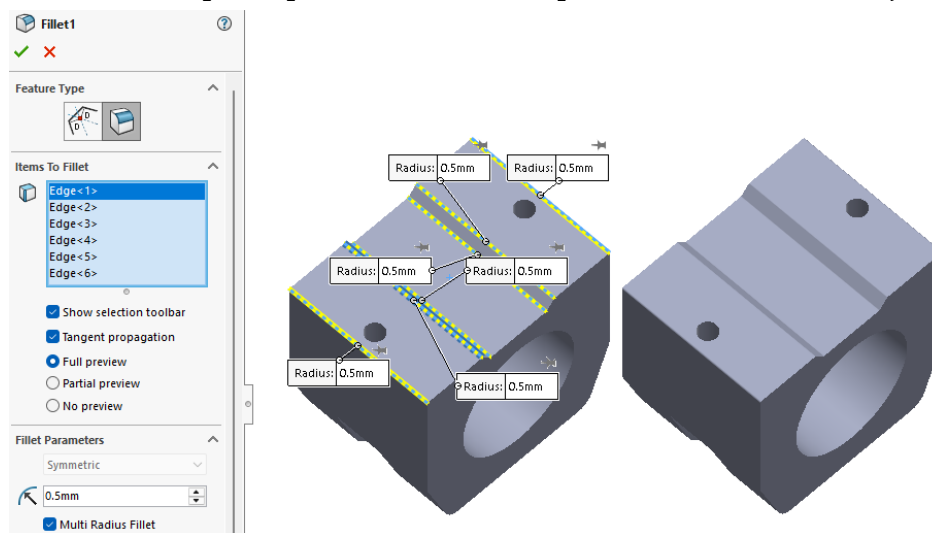 Fillet1
Feature Type
Items To Fillet
Edge<1>
Edge<2>
Edge<3>
Edge<4>
Edge<5>
Edge<6>
Show selection toolbar
Tangent propagation
Full preview
Partial preview
No preview
Fillet Parameters
Symmetric
0.5mm
Multi Radius Fillet
Radius: 0.5mm
Radius: 0.5mm
Radius: 0.5mm
Radius: 0.5mm
Radius: 0.5mm
Radius: 0.5mm